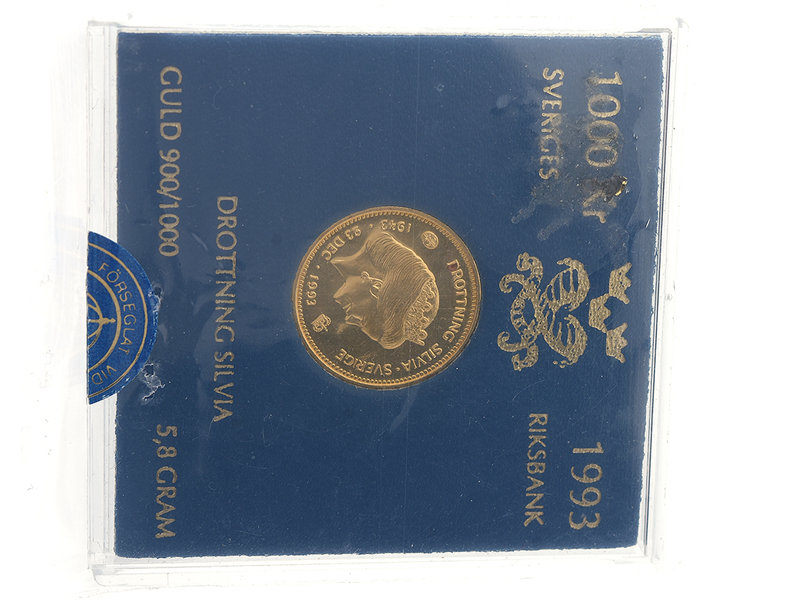 1000 kr 1993
SVERIGES RIKSBANK
DROTTNING SILVIA · SVERIGE
1943 · 23 DEC · 1993
DROTTNING SILVIA
GULD 900/1000 5,8 GRAM
FÖRSEGLAT VID